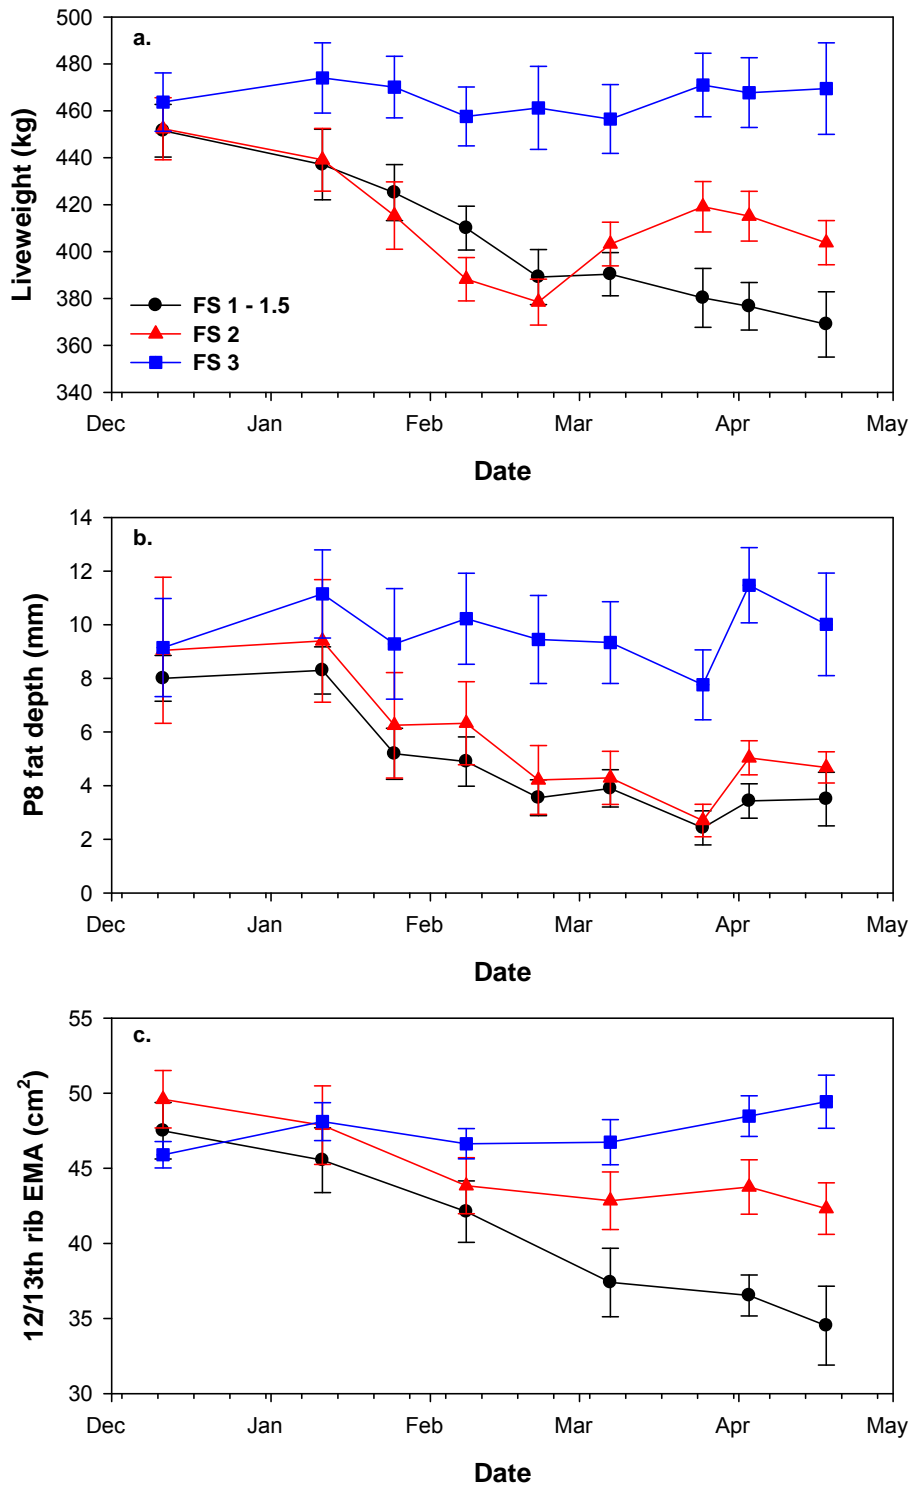 a.
500
480
460
440
420
400
380
360
340
Liveweight (kg)
FS 1 - 1.5
FS 2
FS 3
Dec Jan Feb Mar Apr May
Date
b.
14
12
10
8
6
4
2
0
P8 fat depth (mm)
Dec Jan Feb Mar Apr May
Date
c.
55
50
45
40
35
30
12/13th rib EMA (cm²)
Dec Jan Feb Mar Apr May
Date